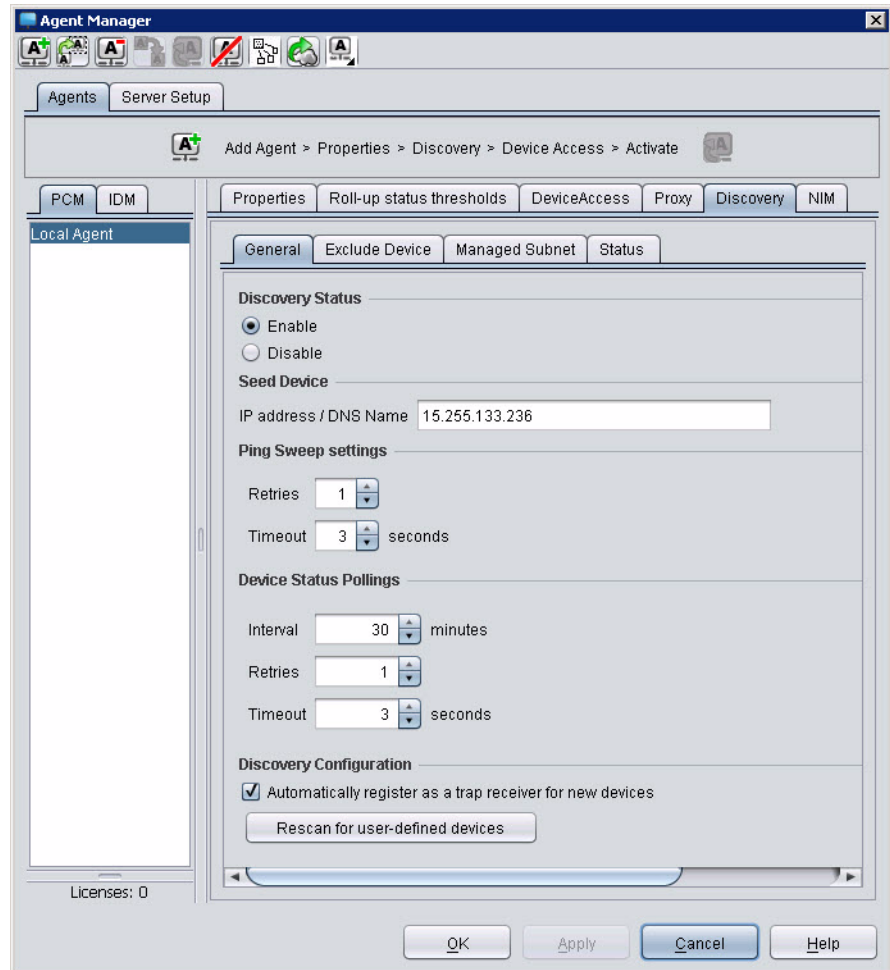 Agent Manager
Agents Server Setup
Add Agent > Properties > Discovery > Device Access > Activate
PCM IDM
Properties Roll-up status thresholds DeviceAccess Proxy Discovery NIM
Local Agent
General Exclude Device Managed Subnet Status
Discovery Status
Enable
Disable
Seed Device
IP address / DNS Name 15.255.133.236
Ping Sweep settings
Retries 1
Timeout 3 seconds
Device Status Pollings
Interval 30 minutes
Retries 1
Timeout 3 seconds
Discovery Configuration
Automatically register as a trap receiver for new devices
Rescan for user-defined devices
Licenses: 0
OK Apply Cancel Help